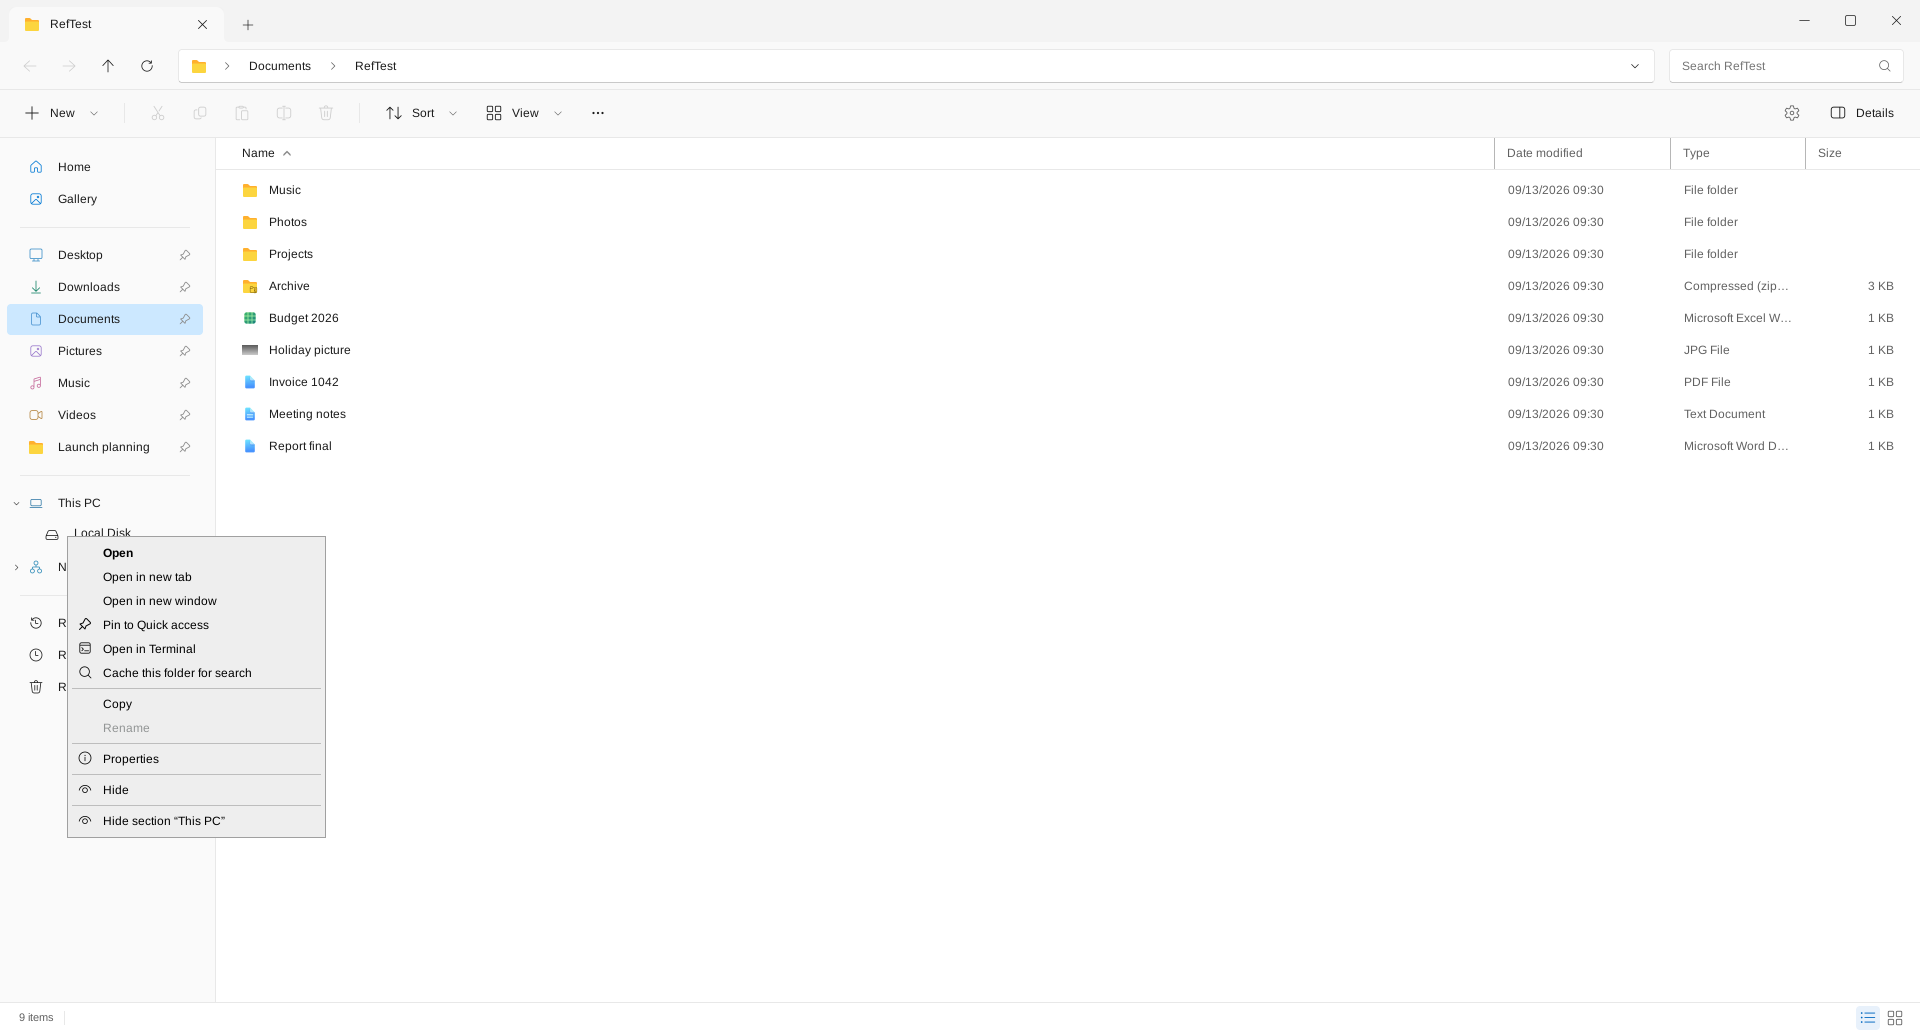 RefTest
Documents
RefTest
Search RefTest
New
Sort
View
Details
Name
Date modified
Type
Size
Home
Gallery
Desktop
Downloads
Documents
Pictures
Music
Videos
Launch planning
This PC
Local Disk
N
R
R
R
Music 09/13/2026 09:30 File folder
Photos 09/13/2026 09:30 File folder
Projects 09/13/2026 09:30 File folder
Archive 09/13/2026 09:30 Compressed (zip… 3 KB
Budget 2026 09/13/2026 09:30 Microsoft Excel W… 1 KB
Holiday picture 09/13/2026 09:30 JPG File 1 KB
Invoice 1042 09/13/2026 09:30 PDF File 1 KB
Meeting notes 09/13/2026 09:30 Text Document 1 KB
Report final 09/13/2026 09:30 Microsoft Word D… 1 KB
Open
Open in new tab
Open in new window
Pin to Quick access
Open in Terminal
Cache this folder for search
Copy
Rename
Properties
Hide
Hide section “This PC”
9 items